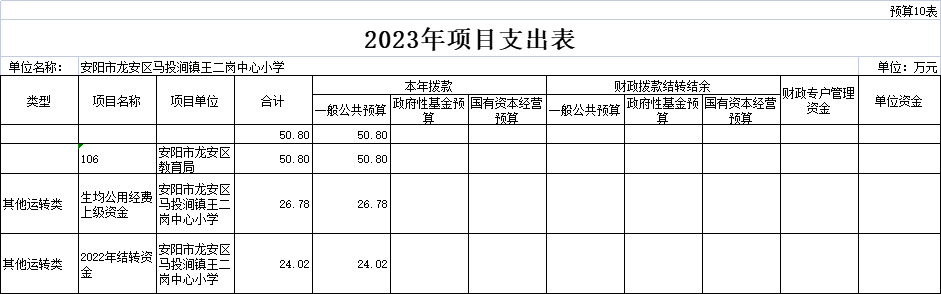 预算10表
2023年项目支出表
单位名称： 安阳市龙安区马投涧镇王二岗中心小学 单位：万元
类型 项目名称 项目单位 合计 本年拨款 财政拨款结转结余 财政专户管理资金 单位资金
一般公共预算 政府性基金预算 国有资本经营预算 一般公共预算 政府性基金预算 国有资本经营预算
50.80 50.80
106 安阳市龙安区教育局 50.80 50.80
其他运转类 生均公用经费上级资金 安阳市龙安区马投涧镇王二岗中心小学 26.78 26.78
其他运转类 2022年结转资金 安阳市龙安区马投涧镇王二岗中心小学 24.02 24.02